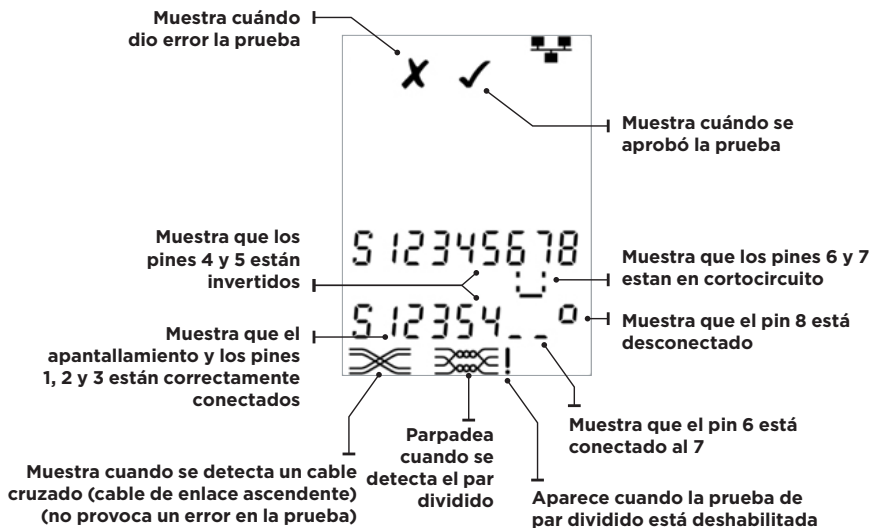 Muestra cuándo
dio error la prueba
Muestra cuándo se
aprobó la prueba
Muestra que los
pines 4 y 5 están
invertidos
S 12345678
Muestra que los pines 6 y 7
estan en cortocircuito
S 12354_ _ o
Muestra que el pin 8 está
desconectado
Muestra que el
apantallamiento y los pines
1, 2 y 3 están correctamente
conectados
!
Muestra que el pin 6 está
conectado al 7
Parpadea
cuando se
detecta el par
dividido
Muestra cuando se detecta un cable
cruzado (cable de enlace ascendente)
(no provoca un error en la prueba)
Aparece cuando la prueba de
par dividido está deshabilitada